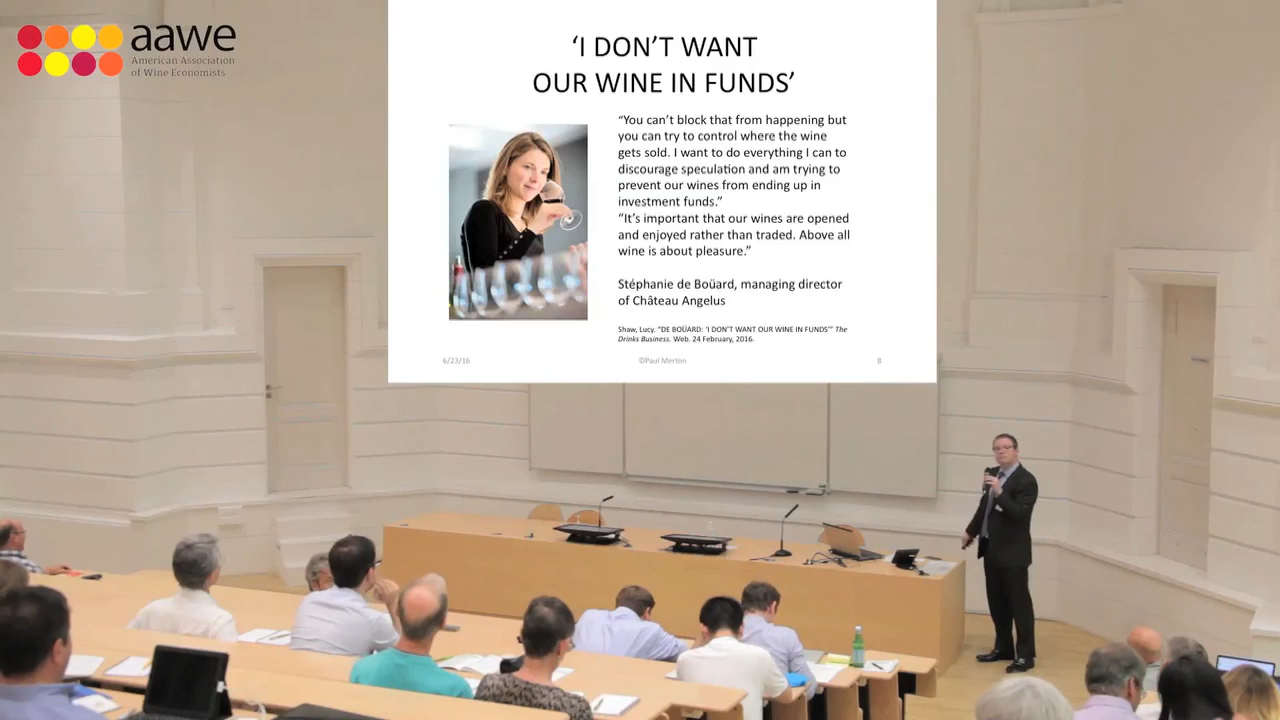 aawe
American Association
of Wine Economists
‘I DON’T WANT
OUR WINE IN FUNDS’
“You can’t block that from happening but
you can try to control where the wine
gets sold. I want to do everything I can to
discourage speculation and am trying to
prevent our wines from ending up in
investment funds.”
“It’s important that our wines are opened
and enjoyed rather than traded. Above all
wine is about pleasure.”
Stéphanie de Boüard, managing director
of Château Angelus
Shaw, Lucy. “DE BOÜARD: ‘I DON’T WANT OUR WINE IN FUNDS’” The
Drinks Business. Web. 24 February, 2016.
6/23/16
©Paul Merton
8